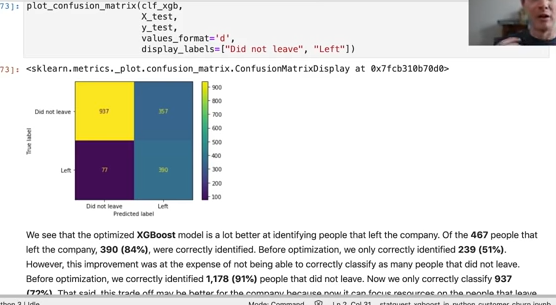 73]: plot_confusion_matrix(clf_xgb,
X_test,
y_test,
values_format='d',
display_labels=["Did not leave", "Left"])
73]: <sklearn.metrics._plot.confusion_matrix.ConfusionMatrixDisplay at 0x7fcb310b70d0>
Did not leave
937
357
Left
77
390
True label
Did not leave
Left
Predicted label
900
800
700
600
500
400
300
200
100
We see that the optimized XGBoost model is a lot better at identifying people that left the company. Of the 467 people that
left the company, 390 (84%), were correctly identified. Before optimization, we only correctly identified 239 (51%).
However, this improvement was at the expense of not being able to correctly classify as many people that did not leave.
Before optimization, we correctly identified 1,178 (91%) people that did not leave. Now we only correctly classify 937
(72%). That said, this trade off may be better for the company because now it can focus resources on the people that leave
Mode: Command
Ln 2, Col 31
statquest_xgboost_in_python_customer_churn.ipynb